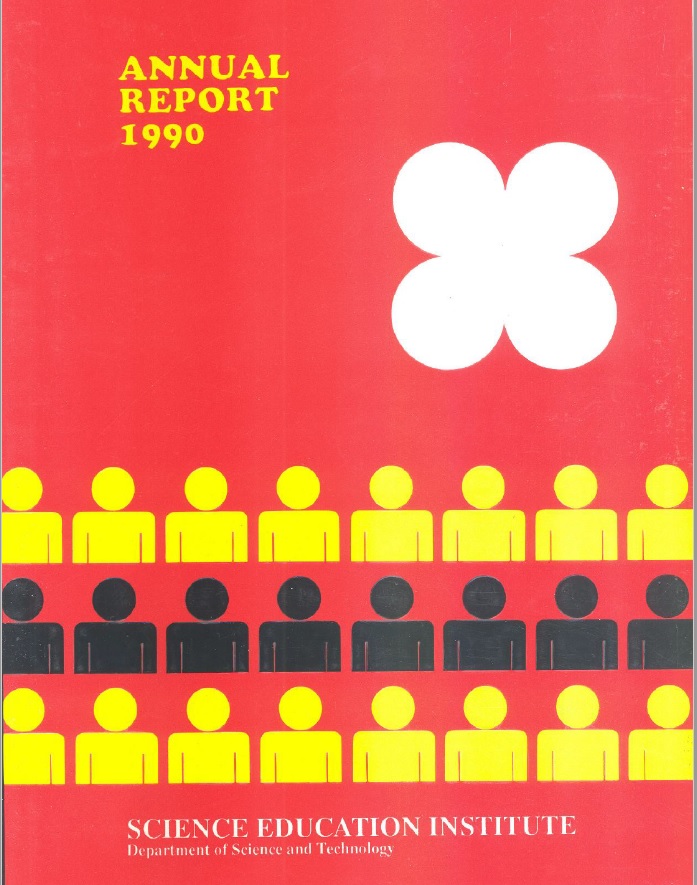 ANNUAL
REPORT
1990
SCIENCE EDUCATION INSTITUTE
Department of Science and Technology